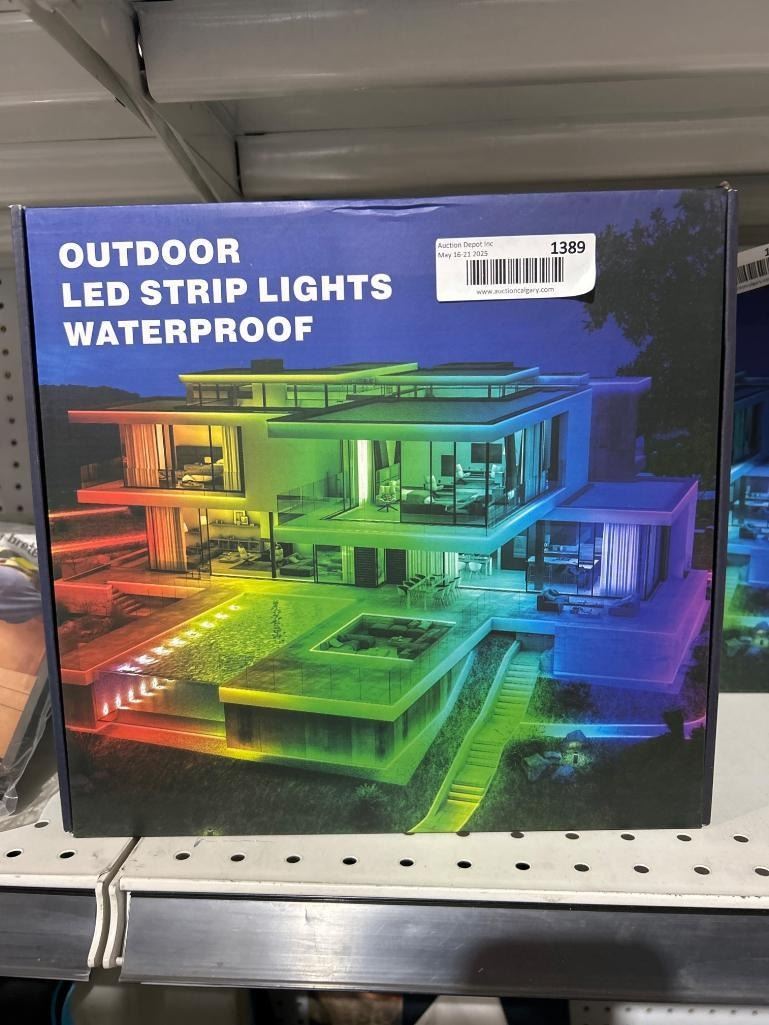 OUTDOOR
LED STRIP LIGHTS
WATERPROOF
Auction Depot Inc
May 16-21 2025
1389
www.auctioncalgary.com